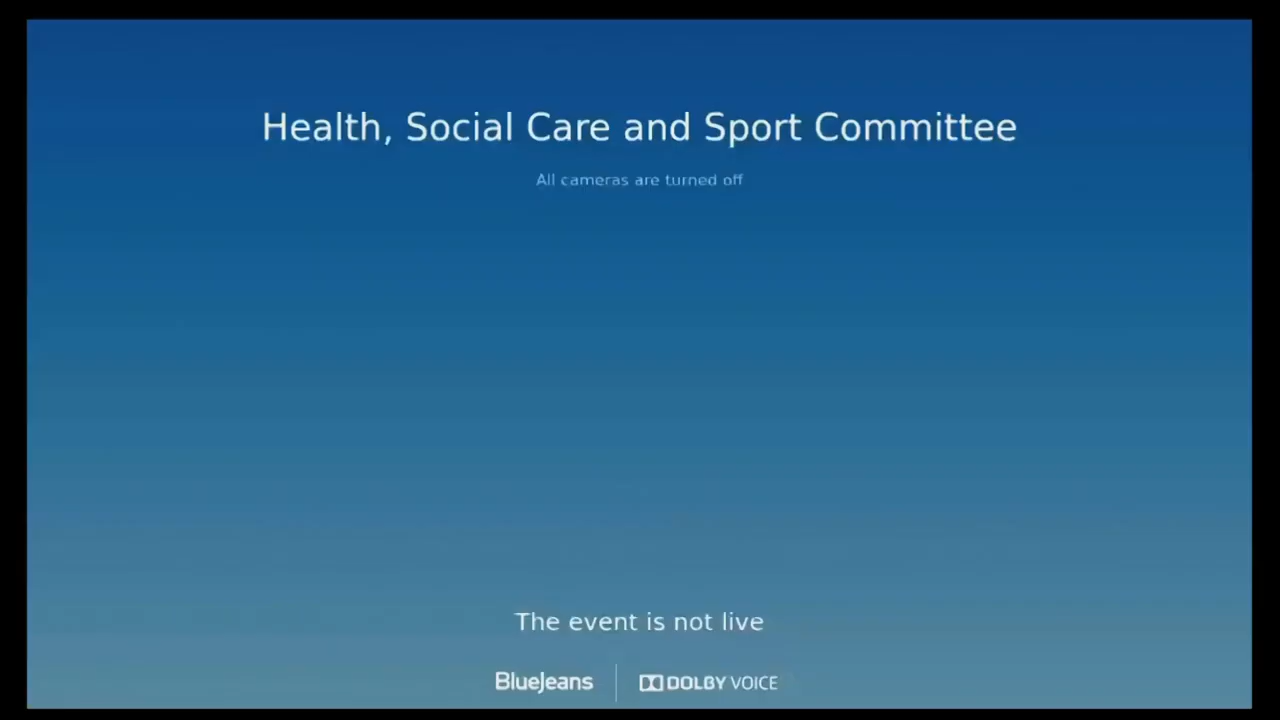 Health, Social Care and Sport Committee
All cameras are turned off
The event is not live
BlueJeans
DOLBY VOICE